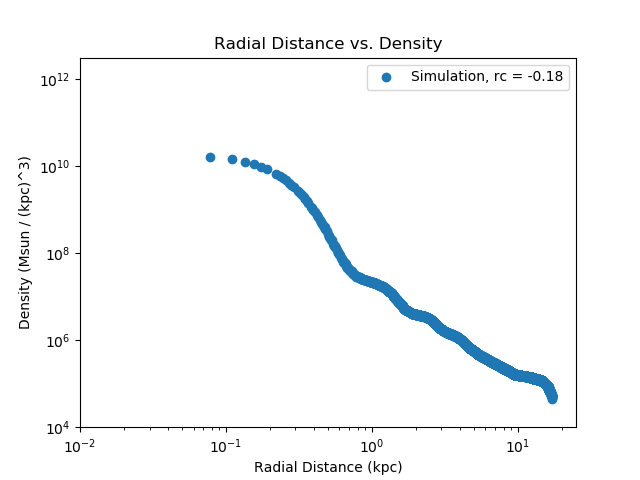 Radial Distance vs. Density
Simulation, rc = -0.18
Density (Msun / (kpc)^3)
10^12
10^10
10^8
10^6
10^4
10^-2
10^-1
10^0
10^1
Radial Distance (kpc)